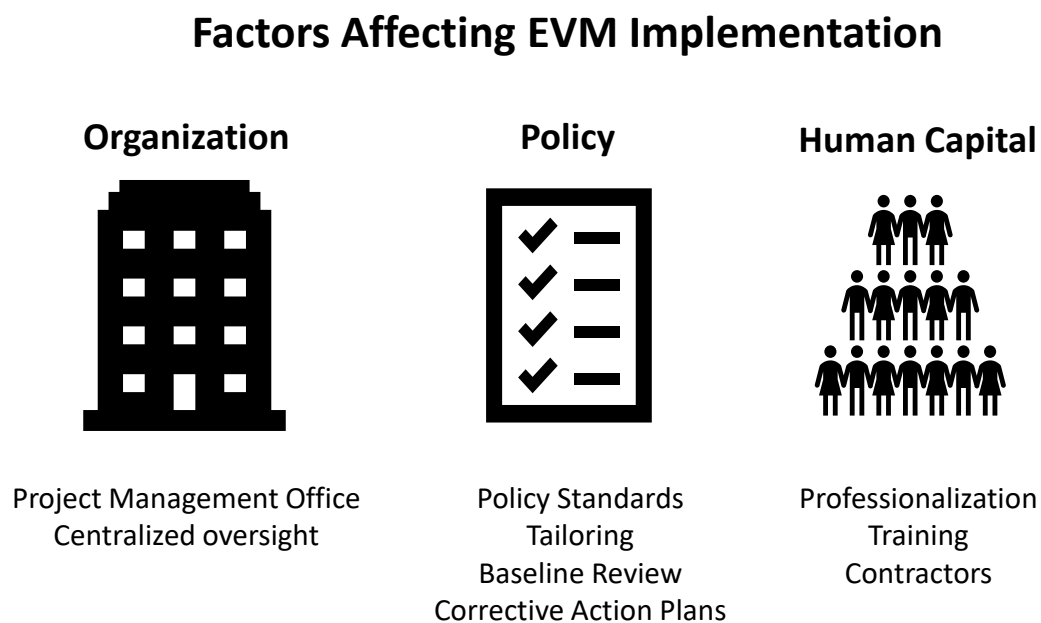 Factors Affecting EVM Implementation
Organization
Policy
Human Capital
Project Management Office
Centralized oversight
Policy Standards
Tailoring
Baseline Review
Corrective Action Plans
Professionalization
Training
Contractors